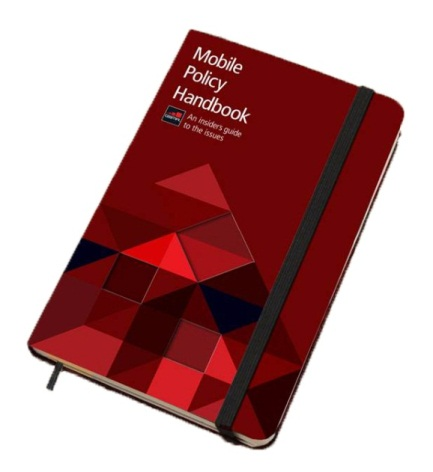 Mobile
Policy
Handbook
An insiders guide
to the issues